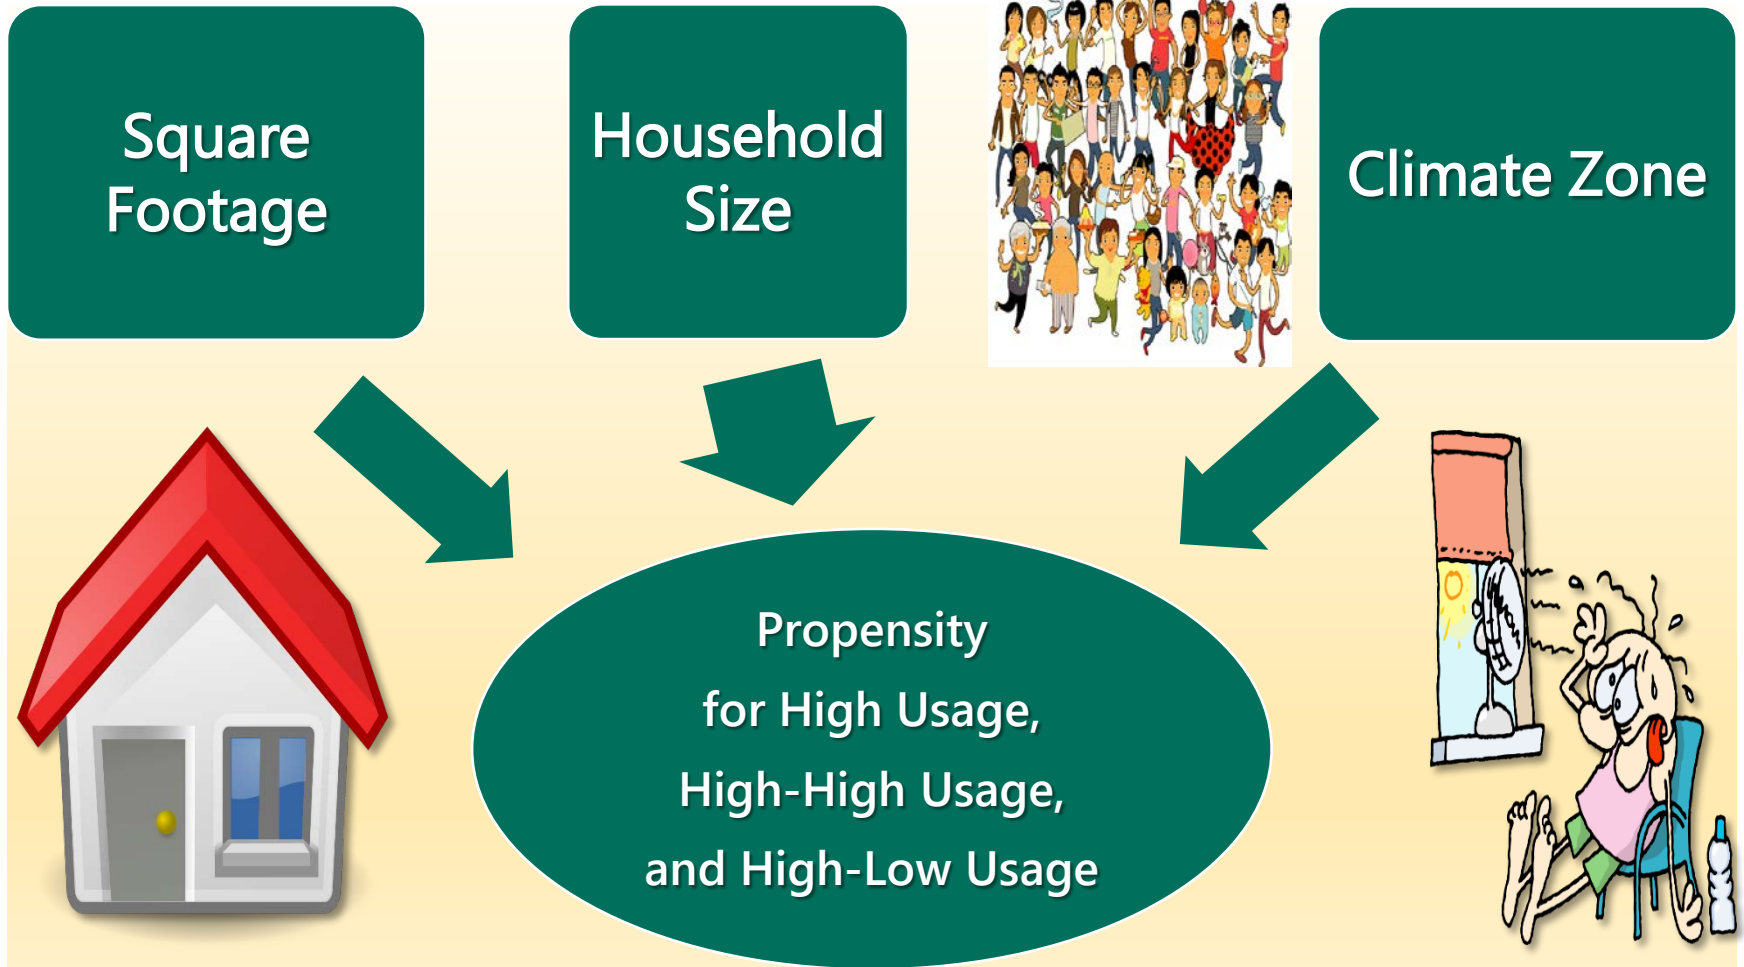 Square
Footage
Household
Size
Climate Zone
Propensity
for High Usage,
High-High Usage,
and High-Low Usage